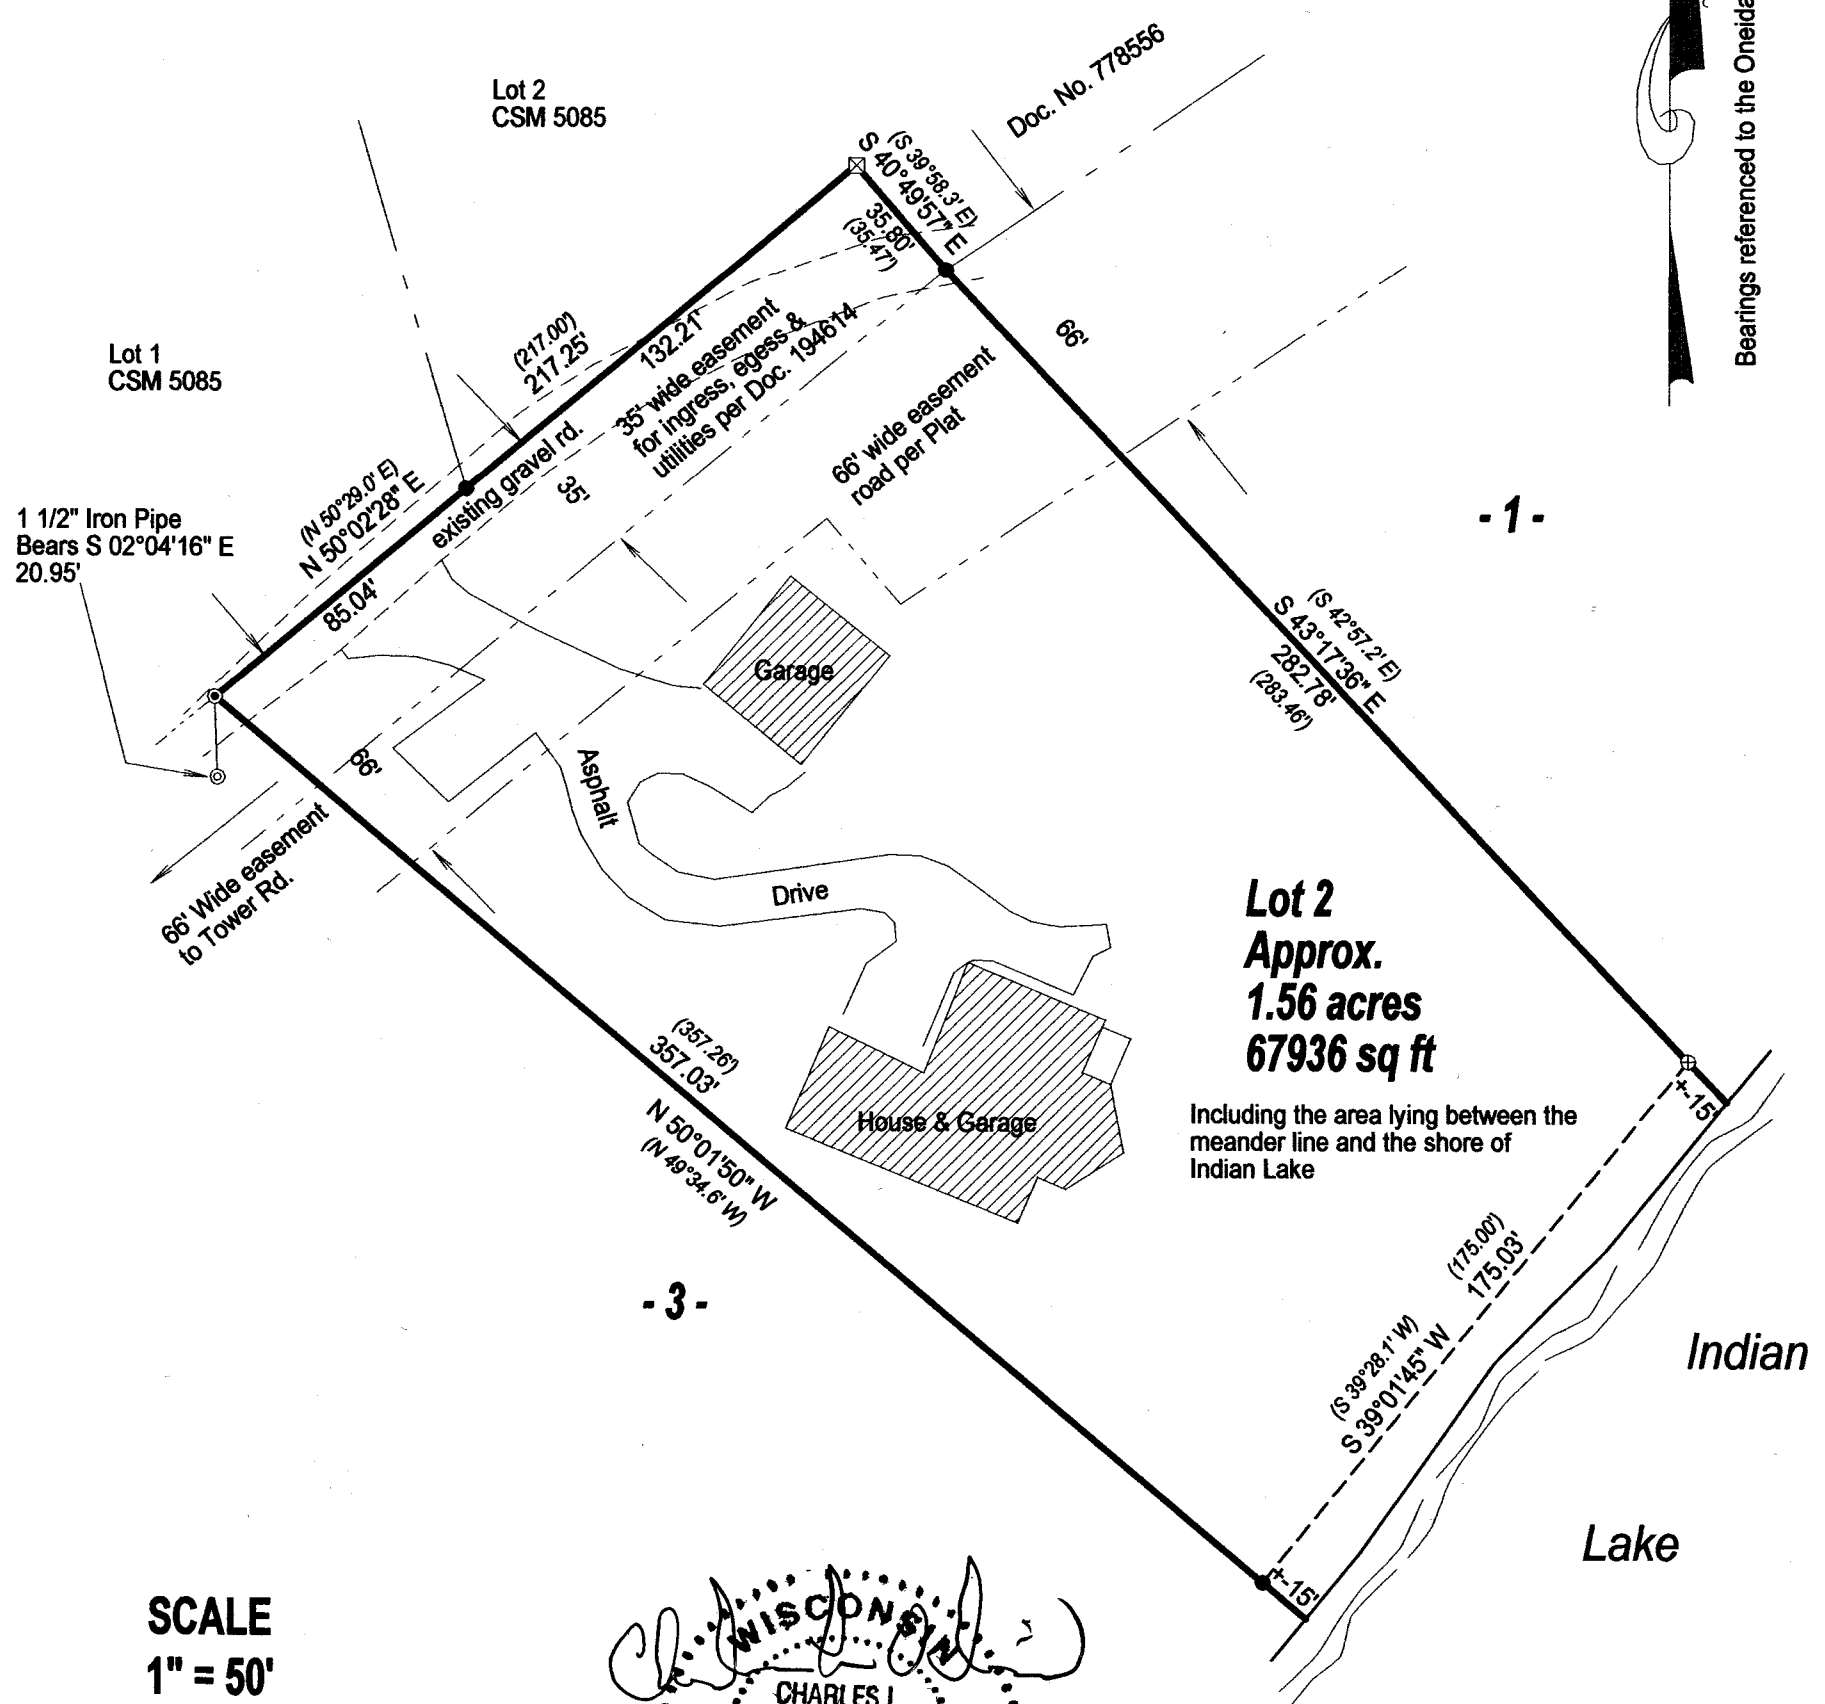 Bearings referenced to the Oneida
Doc. No. 778556
Lot 2
CSM 5085
(S 39°58.3' E)
S 40°49'57" E
35.80'
(35.47')
Lot 1
CSM 5085
(217.00')
217.25'
132.21'
35' wide easement
for ingress, egess &
utilities per Doc. 194614
66'
66' wide easement
road per Plat
existing gravel rd.
35'
(N 50°29.0' E)
N 50°02'28" E
85.04'
1 1/2" Iron Pipe
Bears S 02°04'16" E
20.95'
- 1 -
(S 42°57.2' E)
S 43°17'36" E
282.78'
(283.46')
Garage
66'
Asphalt
Drive
66' Wide easement
to Tower Rd.
Lot 2
Approx.
1.56 acres
67936 sq ft
Including the area lying between the
meander line and the shore of
Indian Lake
+-15'
(357.26')
357.03'
N 50°01'50" W
(N 49°34.6' W)
House & Garage
- 3 -
(175.00')
175.03'
(S 39°28.1' W)
S 39°01'45" W
Indian
Lake
+-15'
SCALE
1" = 50'
WISCONSIN
CHARLES L